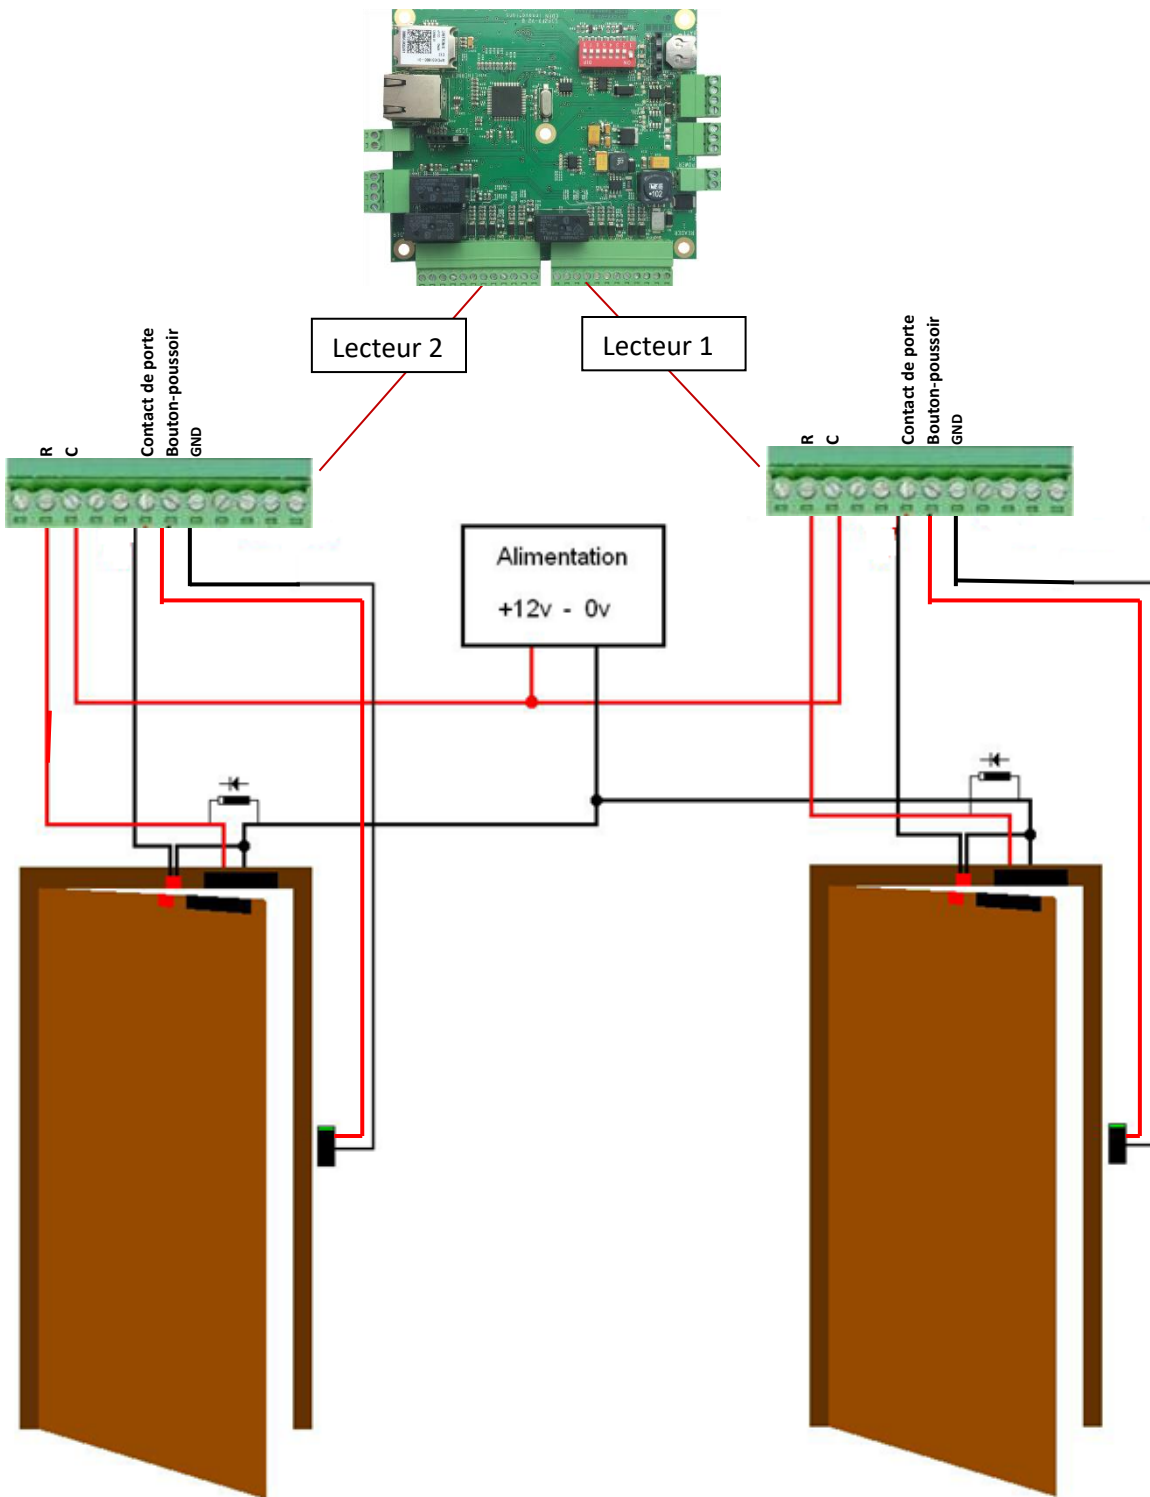 Lecteur 2
Lecteur 1
R
C
Contact de porte
Bouton-poussoir
GND
R
C
Contact de porte
Bouton-poussoir
GND
Alimentation
+12v - 0v